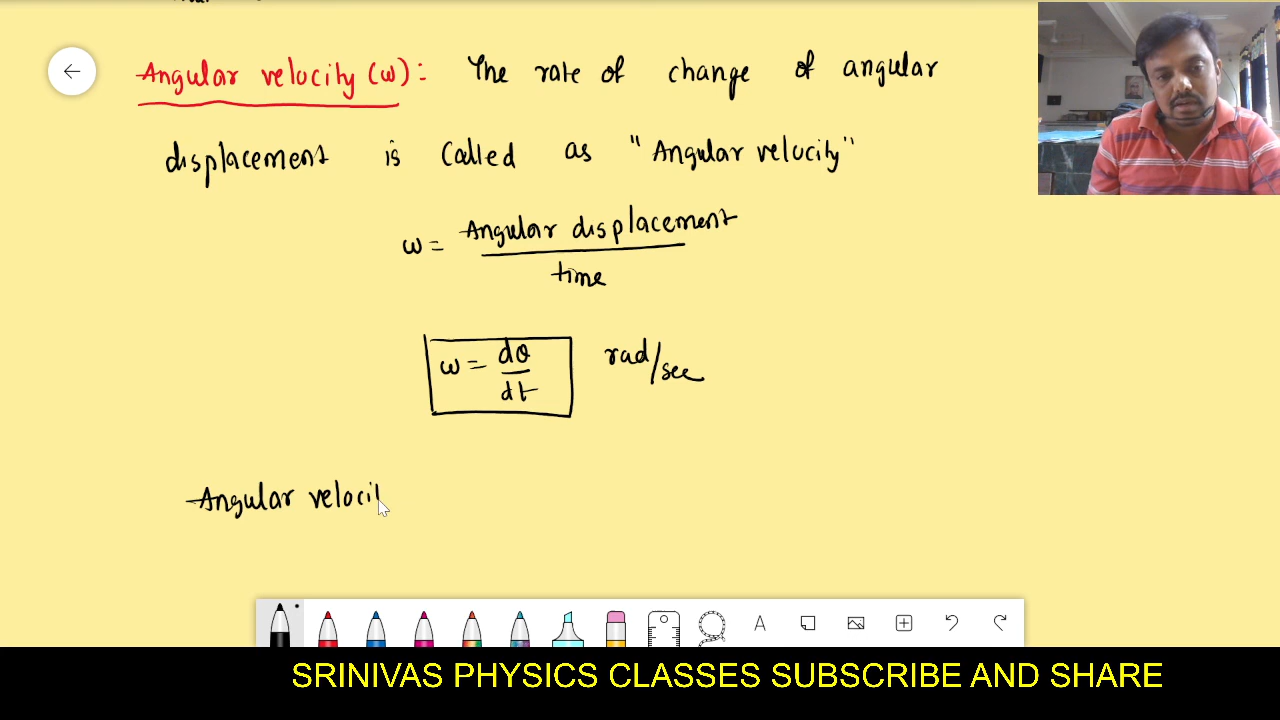 Angular velocity (ω) : The rate of change of angular
displacement is called as "Angular velocity"
ω = Angular displacement
time
ω = dθ
dt
rad/sec
Angular velocit
A
SRINIVAS PHYSICS CLASSES SUBSCRIBE AND SHARE